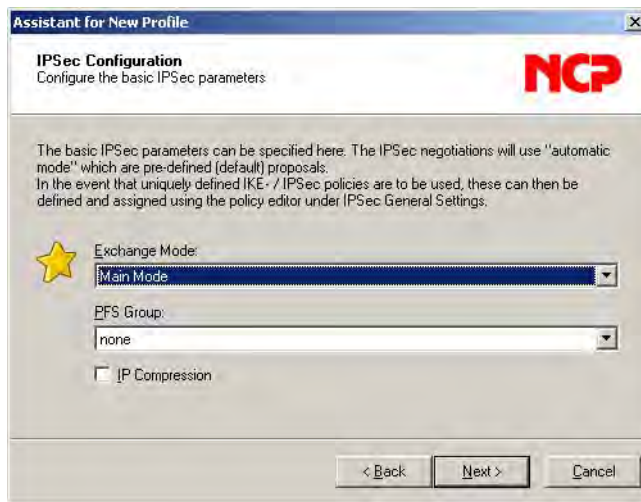 Assistant for New Profile
IPSec Configuration
Configure the basic IPSec parameters
NCP
The basic IPSec parameters can be specified here. The IPSec negotiations will use "automatic
mode" which are pre-defined (default) proposals.
In the event that uniquely defined IKE- / IPSec policies are to be used, these can then be
defined and assigned using the policy editor under IPSec General Settings.
Exchange Mode:
Main Mode
PFS Group:
none
IP Compression
< Back
Next >
Cancel